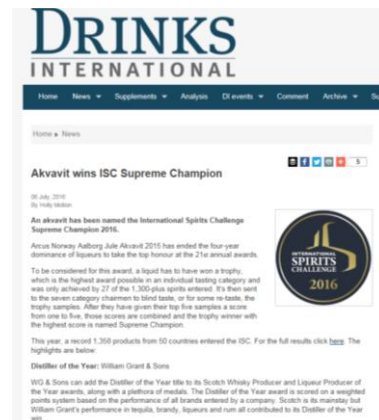 DRINKS
INTERNATIONAL
Home News Supplements Analysis DI events Comment Archive Su
Home News
5
Akvavit wins ISC Supreme Champion
06 July, 2016
By Holly Motion
An akvavit has been named the International Spirits Challenge
Supreme Champion 2016.
Arcus Norway Aalborg Jule Akvavit 2015 has ended the four-year
dominance of liqueurs to take the top honour at the 21st annual awards.
To be considered for this award, a liquid has to have won a trophy,
which is the highest award possible in an individual tasting category and
was only achieved by 27 of the 1,300-plus spirits entered. It's then sent
to the seven category chairmen to blind taste, or for some re-taste, the
trophy samples. After they have given their top five samples a score
from one to five, those scores are combined and the trophy winner with
the highest score is named Supreme Champion.
INTERNATIONAL
SPIRITS
CHALLENGE
2016
This year, a record 1,358 products from 50 countries entered the ISC. For the full results click here. The
highlights are below:
Distiller of the Year: William Grant & Sons
WG & Sons can add the Distiller of the Year title to its Scotch Whisky Producer and Liqueur Producer of
the Year awards, along with a plethora of medals. The Distiller of the Year award is scored on a weighted
points system based on the performance of all brands entered by a company. Scotch is its mainstay but
William Grant's performance in tequila, brandy, liqueurs and rum all contributed to its Distiller of the Year
win.